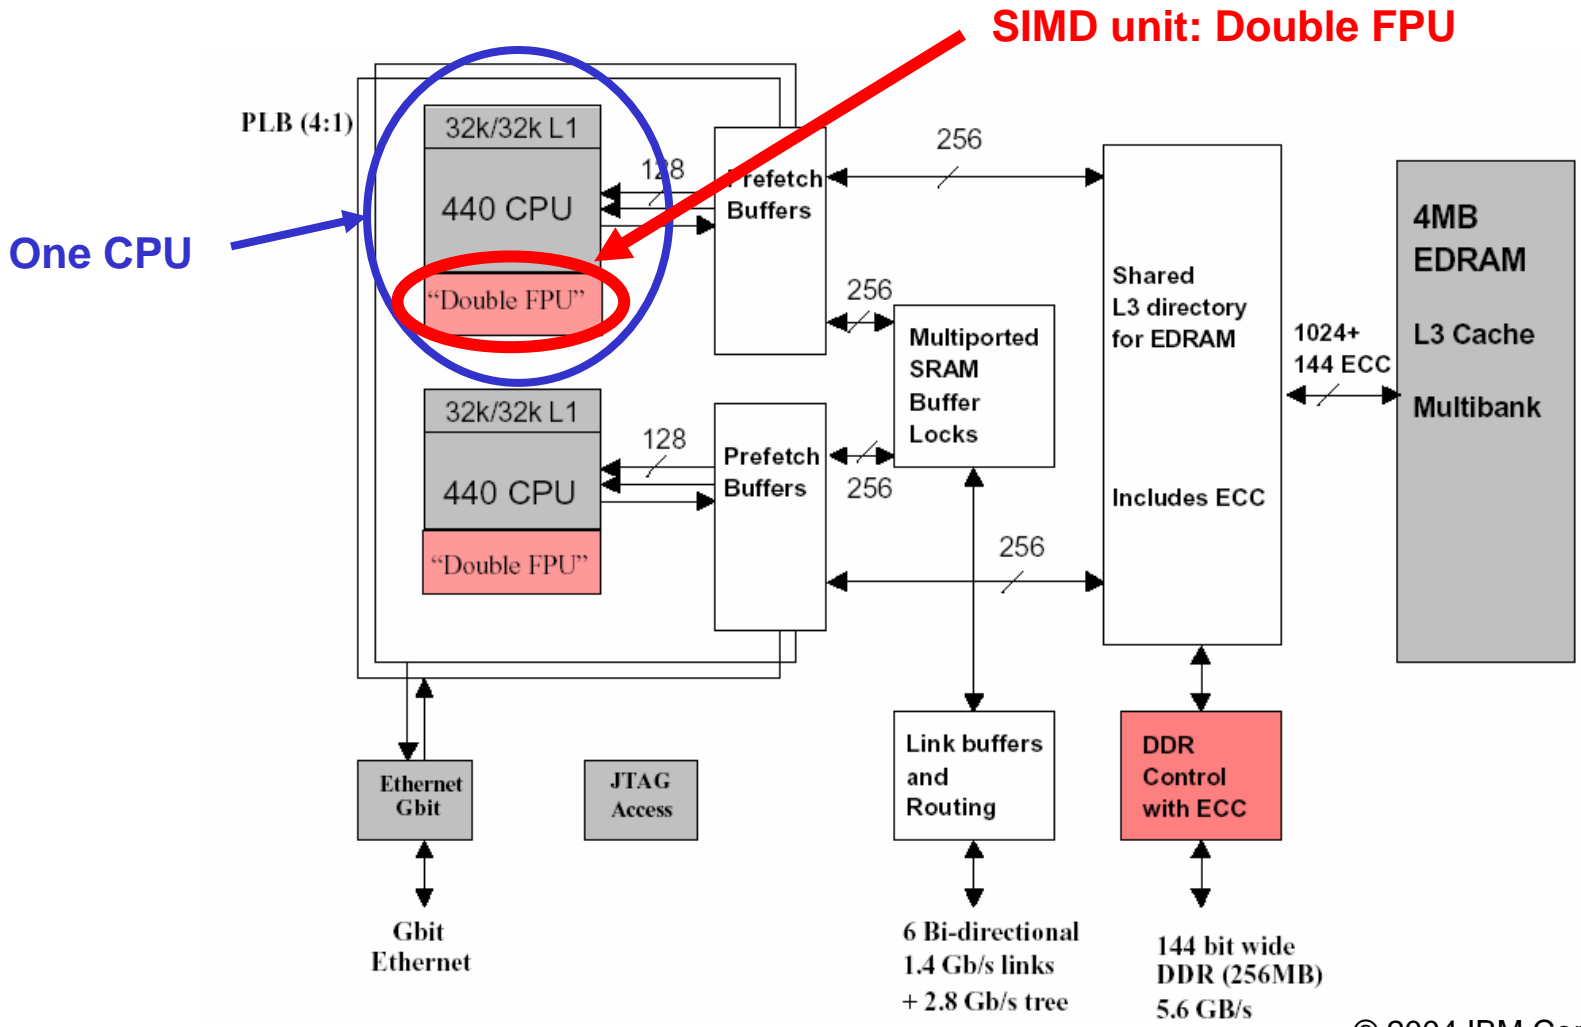 SIMD unit: Double FPU
PLB (4:1)
One CPU
32k/32k L1
440 CPU
“Double FPU”
128
Prefetch
Buffers
256
256
32k/32k L1
440 CPU
“Double FPU”
128
Prefetch
Buffers
256
256
Multiported
SRAM
Buffer
Locks
Shared
L3 directory
for EDRAM
Includes ECC
1024+
144 ECC
4MB
EDRAM
L3 Cache
Multibank
Ethernet
Gbit
JTAG
Access
Link buffers
and
Routing
DDR
Control
with ECC
Gbit
Ethernet
6 Bi-directional
1.4 Gb/s links
+ 2.8 Gb/s tree
144 bit wide
DDR (256MB)
5.6 GB/s
© 2004 IBM